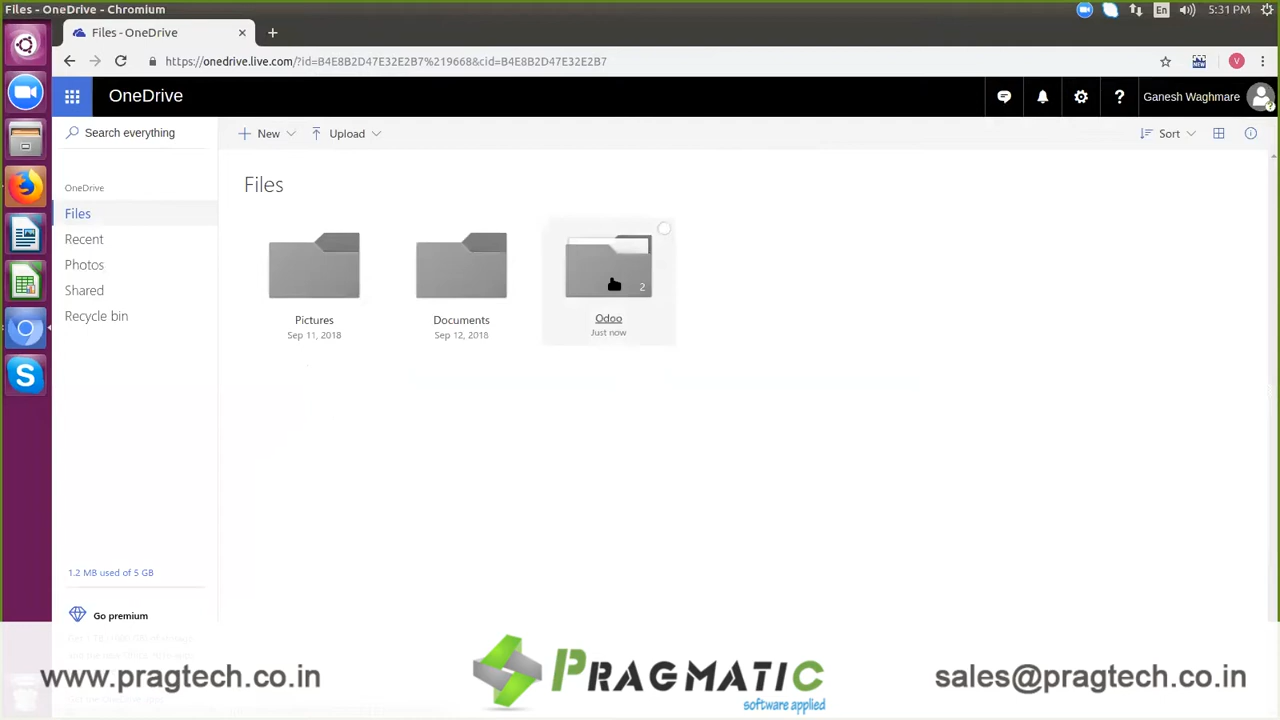 Files - OneDrive - Chromium
En
5:31 PM
Files - OneDrive
https://onedrive.live.com/?id=B4E8B2D47E32E2B7%219668&cid=B4E8B2D47E32E2B7
NEW
V
OneDrive
Ganesh Waghmare
Search everything
New
Upload
Sort
OneDrive
Files
Recent
Photos
Shared
Recycle bin
Files
2
Pictures
Sep 11, 2018
Documents
Sep 12, 2018
Odoo
Just now
1.2 MB used of 5 GB
Go premium
www.pragtech.co.in
PRAGMATIC
software applied
sales@pragtech.co.in